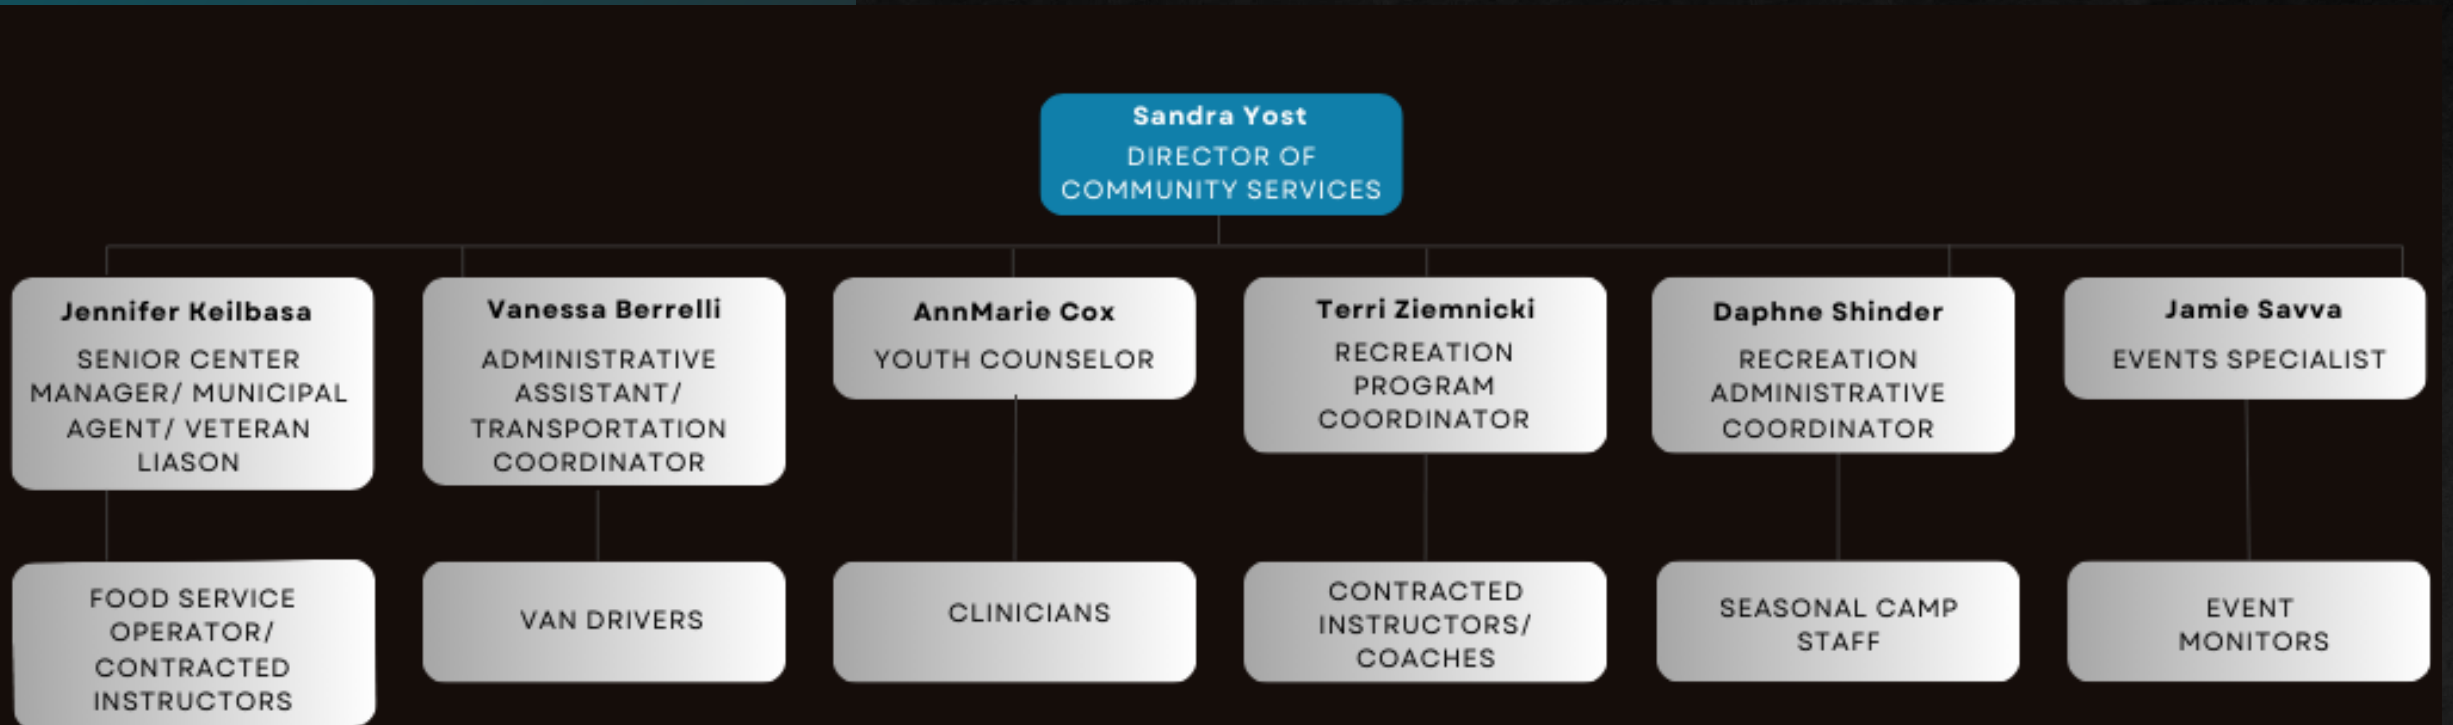 Sandra Yost
DIRECTOR OF
COMMUNITY SERVICES
Jennifer Keilbasa
SENIOR CENTER
MANAGER/ MUNICIPAL
AGENT/ VETERAN
LIASON
Vanessa Berrelli
ADMINISTRATIVE
ASSISTANT/
TRANSPORTATION
COORDINATOR
AnnMarie Cox
YOUTH COUNSELOR
Terri Ziemnicki
RECREATION
PROGRAM
COORDINATOR
Daphne Shinder
RECREATION
ADMINISTRATIVE
COORDINATOR
Jamie Savva
EVENTS SPECIALIST
FOOD SERVICE
OPERATOR/
CONTRACTED
INSTRUCTORS
VAN DRIVERS
CLINICIANS
CONTRACTED
INSTRUCTORS/
COACHES
SEASONAL CAMP
STAFF
EVENT
MONITORS